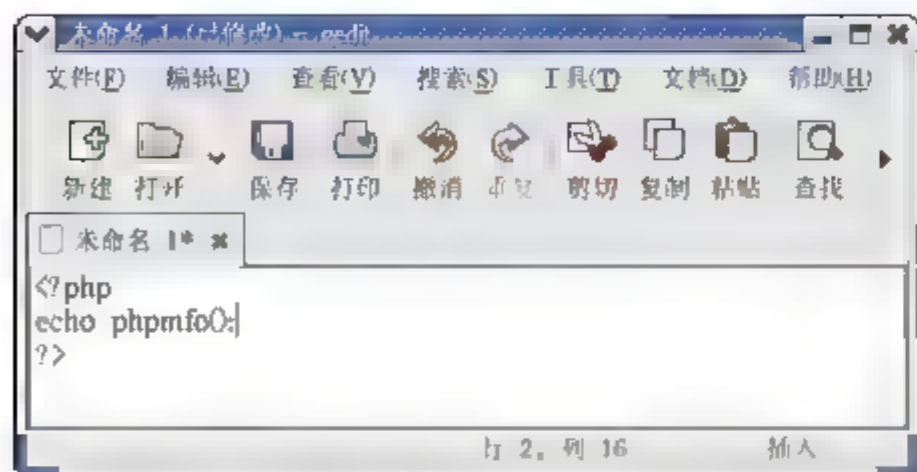 未命名 1 (已修改) - gedit
文件(F) 编辑(E) 查看(V) 搜索(S) 工具(T) 文档(D) 帮助(H)
新建 打开 保存 打印 撤消 重复 剪切 复制 粘帖 查找
未命名 1*
<?php
echo phpinfo();
?>
行 2, 列 16 插入